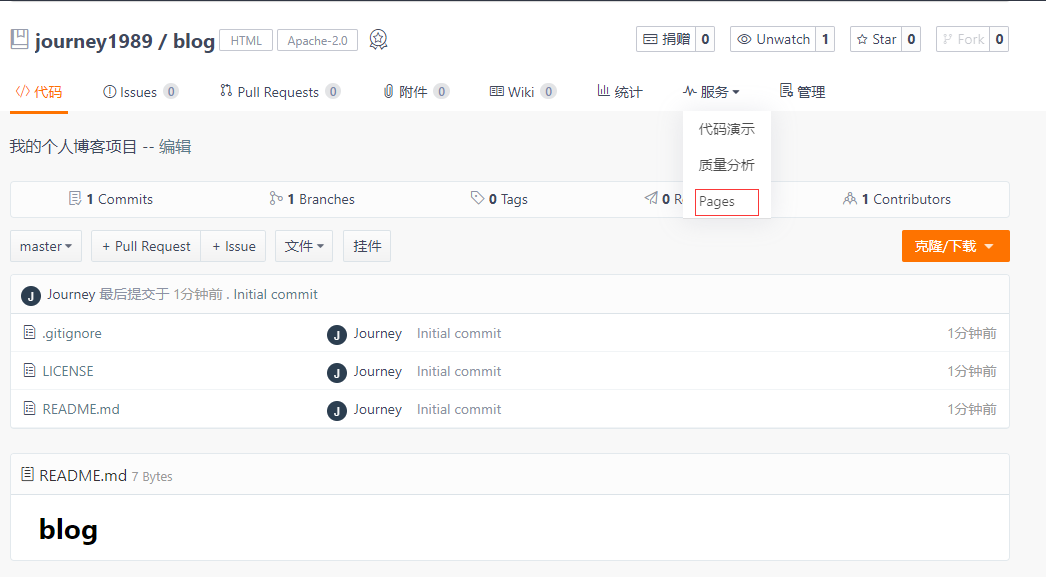 journey1989 / blog HTML Apache-2.0 捐赠 0 Unwatch 1 Star 0 Fork 0
代码 Issues 0 Pull Requests 0 附件 0 Wiki 0 统计 服务 管理
代码演示
质量分析
Pages
我的个人博客项目 -- 编辑
1 Commits 1 Branches 0 Tags 0 R 1 Contributors
master + Pull Request + Issue 文件 挂件 克隆/下载
J Journey 最后提交于 1分钟前 . Initial commit
.gitignore J Journey Initial commit 1分钟前
LICENSE J Journey Initial commit 1分钟前
README.md J Journey Initial commit 1分钟前
README.md 7 Bytes
blog